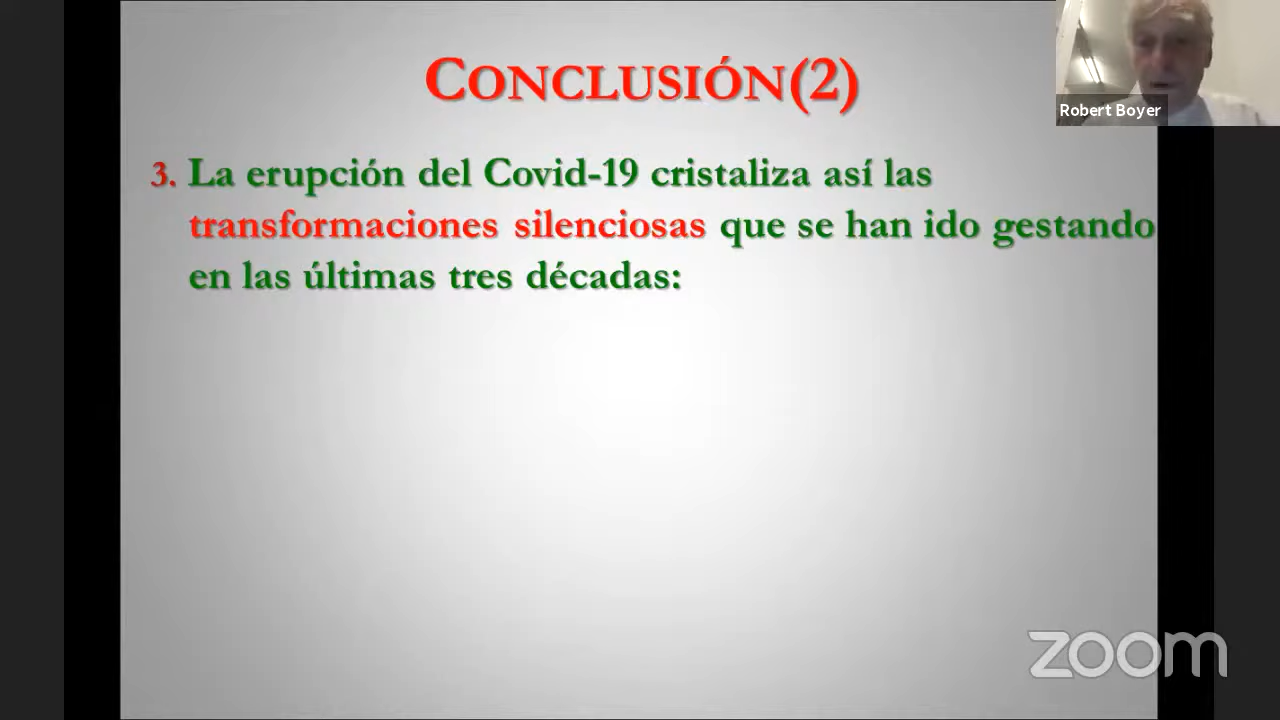 CONCLUSIÓN(2)
Robert Boyer
3. La erupción del Covid-19 cristaliza así las
transformaciones silenciosas que se han ido gestando
en las últimas tres décadas:
zoom